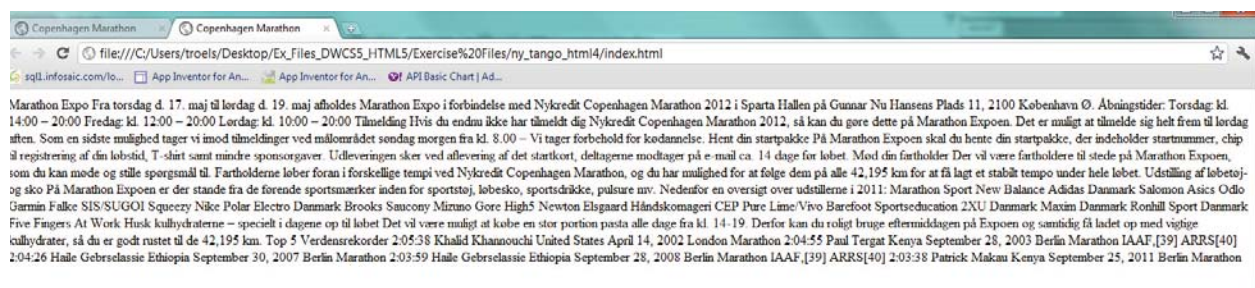 Copenhagen Marathon × Copenhagen Marathon ×
file:///C:/Users/troels/Desktop/Ex_Files_DWCS5_HTML5/Exercise%20Files/ny_tango_html4/index.html
sql1.infosaic.com/lo... App Inventor for An... App Inventor for An... API Basic Chart | Ad...
Marathon Expo Fra torsdag d. 17. maj til lørdag d. 19. maj afholdes Marathon Expo i forbindelse med Nykredit Copenhagen Marathon 2012 i Sparta Hallen på Gunnar Nu Hansens Plads 11, 2100 København Ø. Åbningstider: Torsdag: kl.
14:00 – 20:00 Fredag: kl. 12:00 – 20:00 Lørdag: kl. 10:00 – 20:00 Tilmelding Hvis du endnu ikke har tilmeldt dig Nykredit Copenhagen Marathon 2012, så kan du gøre dette på Marathon Expoen. Det er muligt at tilmelde sig helt frem til lørdag
aften. Som en sidste mulighed tager vi imod tilmeldinger ved målområdet søndag morgen fra kl. 8.00 – Vi tager forbehold for kødannelse. Hent din startpakke På Marathon Expoen skal du hente din startpakke, der indeholder startnummer, chip
til registrering af din løbstid, T-shirt samt mindre sponsorgaver. Udleveringen sker ved aflevering af det startkort, deltagerne modtager på e-mail ca. 14 dage før løbet. Mød din fartholder Der vil være fartholdere til stede på Marathon Expoen,
som du kan møde og stille spørgsmål til. Fartholderne løber foran i forskellige tempi ved Nykredit Copenhagen Marathon, og du har mulighed for at følge dem på alle 42,195 km for at få lagt et stabilt tempo under hele løbet. Udstilling af løbetøj-
og sko På Marathon Expoen er der stande fra de førende sportsmærker inden for sportstøj, løbesko, sportsdrikke, pulsure mv. Nedenfor en oversigt over udstillerne i 2011: Marathon Sport New Balance Adidas Danmark Salomon Asics Odlo
Garmin Falke SIS/SUGOI Squeezy Nike Polar Electro Danmark Brooks Saucony Mizuno Gore High5 Newton Elsgaard Håndskomageri CEP Pure Lime/Vivo Barefoot Sportseducation 2XU Danmark Maxim Danmark Ronhill Sport Danmark
Five Fingers At Work Husk kulhydraterne – specielt i dagene op til løbet Det vil være muligt at købe en stor portion pasta alle dage fra kl. 14-19. Derfor kan du roligt bruge eftermiddagen på Expoen og samtidig få ladet op med vigtige
kulhydrater, så du er godt rustet til de 42,195 km. Top 5 Verdensrekorder 2:05:38 Khalid Khannouchi United States April 14, 2002 London Marathon 2:04:55 Paul Tergat Kenya September 28, 2003 Berlin Marathon IAAF,[39] ARRS[40]
2:04:26 Haile Gebrselassie Ethiopia September 30, 2007 Berlin Marathon 2:03:59 Haile Gebrselassie Ethiopia September 28, 2008 Berlin Marathon IAAF,[39] ARRS[40] 2:03:38 Patrick Makau Kenya September 25, 2011 Berlin Marathon